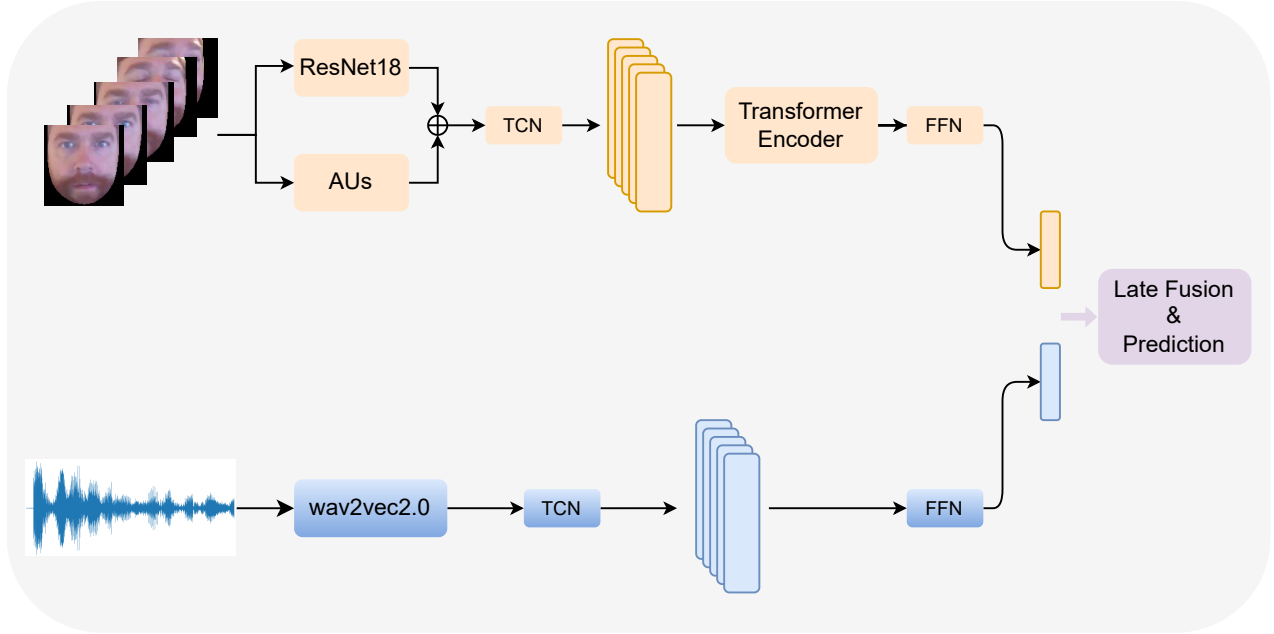 ResNet18
AUs
TCN
Transformer
Encoder
FFN
Late Fusion
&
Prediction
wav2vec2.0
TCN
FFN